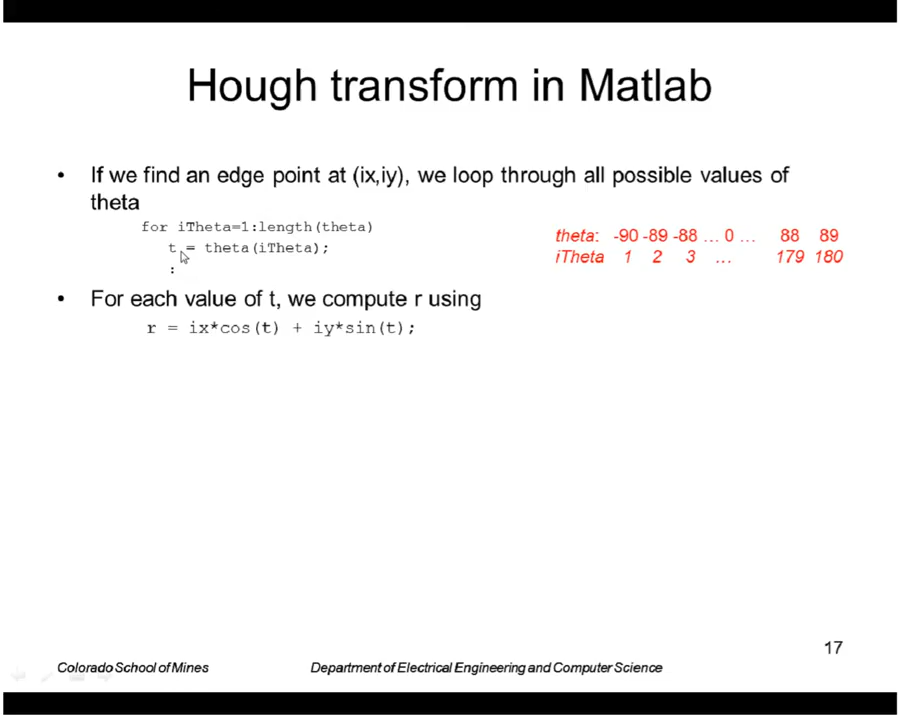 Hough transform in Matlab
• If we find an edge point at (ix,iy), we loop through all possible values of
theta
for iTheta=1:length(theta)
t = theta(iTheta);
:
theta: -90 -89 -88 ... 0 ... 88 89
iTheta 1 2 3 ... 179 180
• For each value of t, we compute r using
r = ix*cos(t) + iy*sin(t);
17
Colorado School of Mines
Department of Electrical Engineering and Computer Science